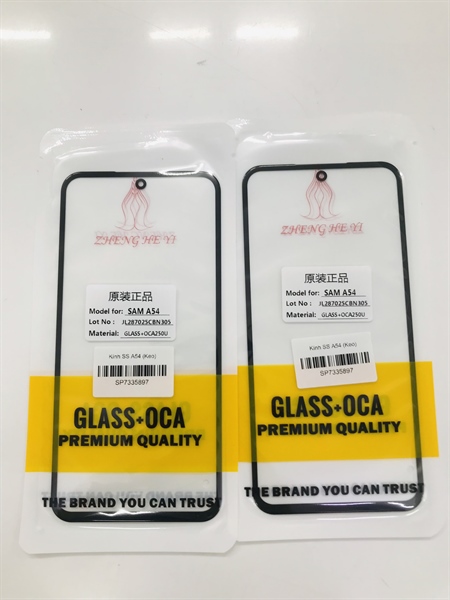 ZHENG HE YI
原装正品
Model for: SAM A54
Lot No : JL287025CBN305
Material: GLASS+OCA250U
Kinh SS A54 (Keo)
SP7335897
GLASS+OCA
PREMIUM QUALITY
THE BRAND YOU CAN TRUST
ZHENG HE YI
原装正品
Model for: SAM A54
Lot No : JL287025CBN305
Material: GLASS+OCA250U
Kinh SS A54 (Keo)
SP7335897
GLASS+OCA
PREMIUM QUALITY
THE BRAND YOU CAN TRUST